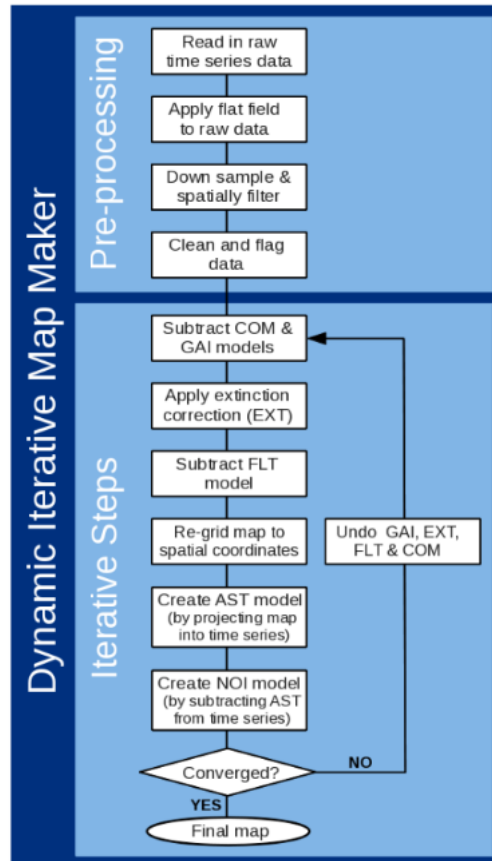 Dynamic Iterative Map Maker
Pre-processing
Read in raw
time series data
Apply flat field
to raw data
Down sample &
spatially filter
Clean and flag
data
Iterative Steps
Subtract COM &
GAI models
Apply extinction
correction (EXT)
Subtract FLT
model
Re-grid map to
spatial coordinates
Create AST model
(by projecting map
into time series)
Create NOI model
(by subtracting AST
from time series)
Converged?
NO
Undo GAI, EXT,
FLT & COM
YES
Final map